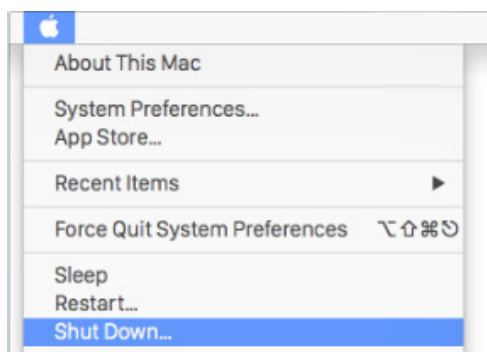 About This Mac
System Preferences...
App Store...
Recent Items
Force Quit System Preferences ⌥⇧⌘⎋
Sleep
Restart...
Shut Down...